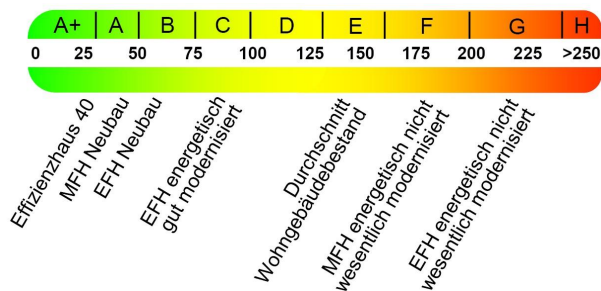 A+ A B C D E F G H
0 25 50 75 100 125 150 175 200 225 >250
Effizienzhaus 40
MFH Neubau
EFH Neubau
EFH energetisch
gut modernisiert
Durchschnitt
Wohngebäudebestand
MFH energetisch nicht
wesentlich modernisiert
EFH energetisch nicht
wesentlich modernisiert